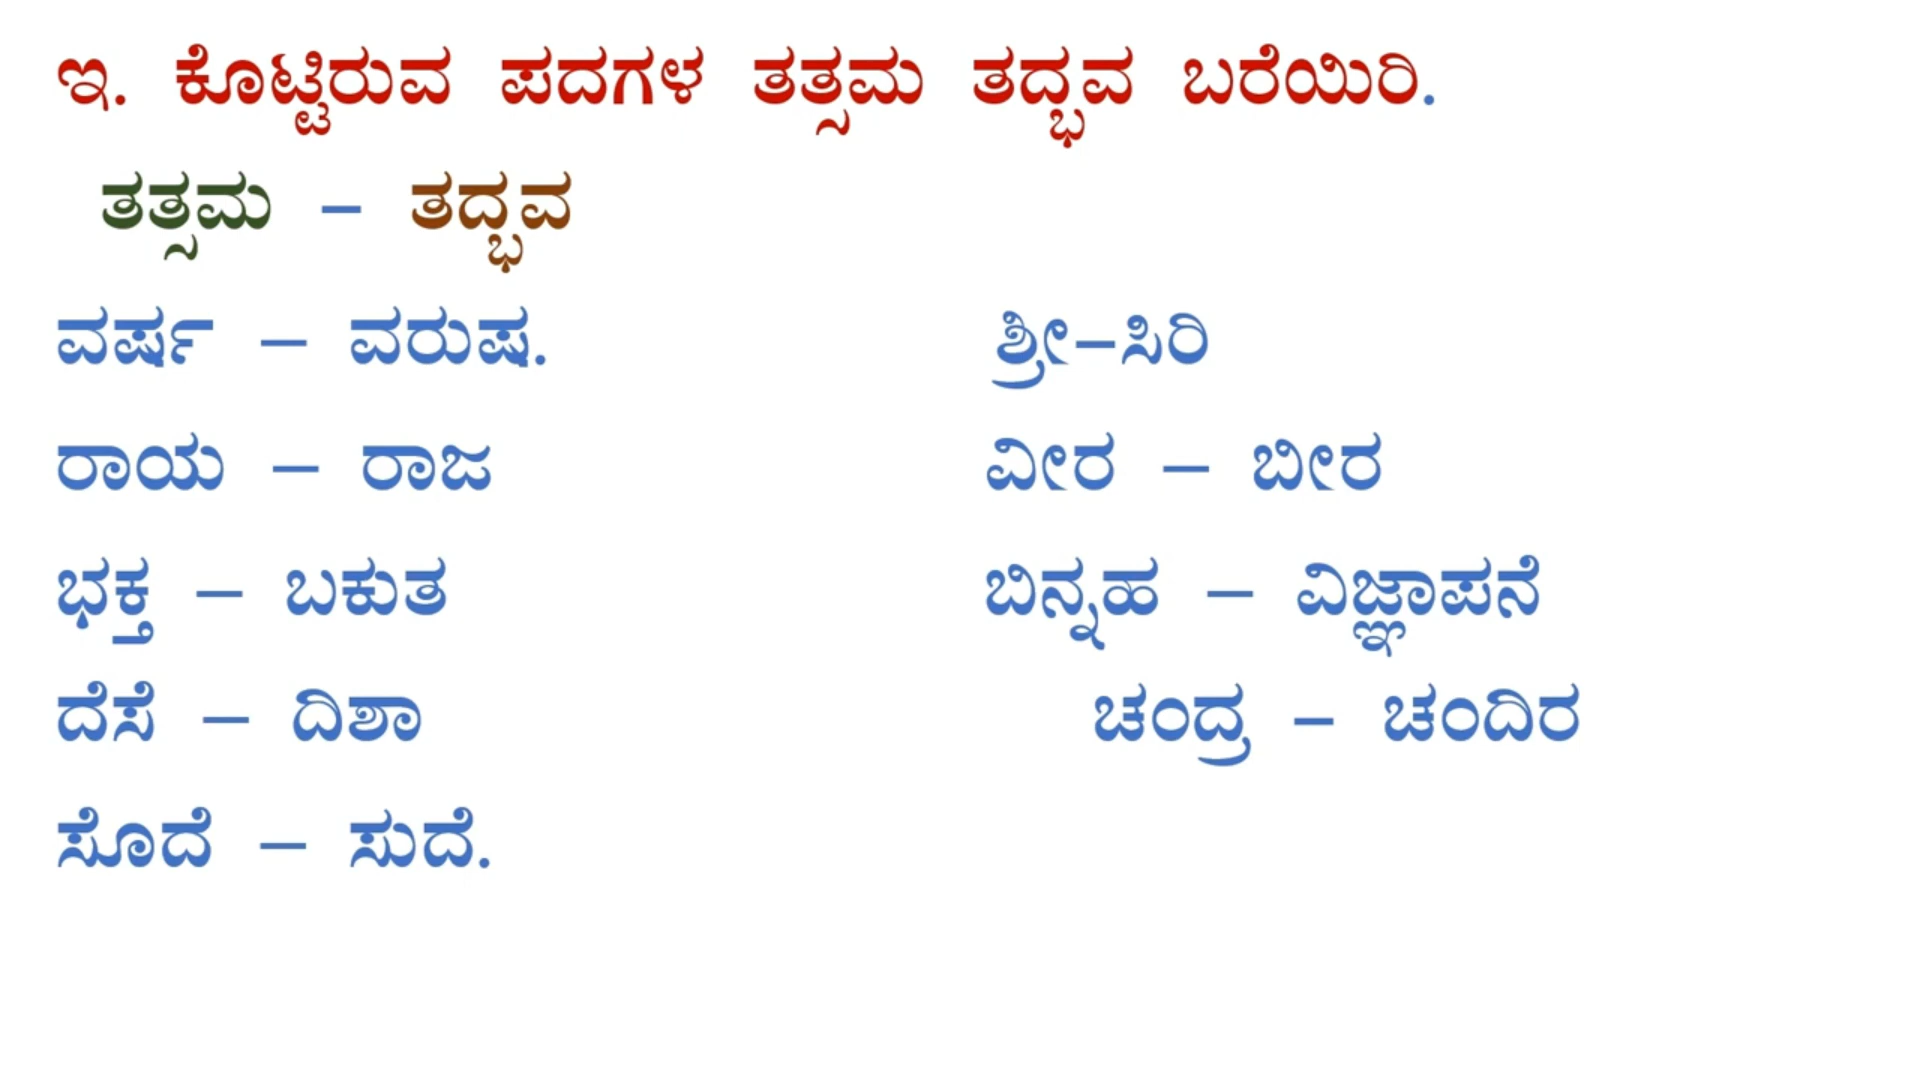 ಇ. ಕೊಟ್ಟಿರುವ ಪದಗಳ ತತ್ಸಮ ತದ್ಭವ ಬರೆಯಿರಿ.
ತತ್ಸಮ – ತದ್ಭವ
ವರ್ಷ – ವರುಷ. ಶ್ರೀ–ಸಿರಿ
ರಾಯ – ರಾಜ ವೀರ – ಬೀರ
ಭಕ್ತ – ಬಕುತ ಬಿನ್ನಹ – ವಿಜ್ಞಾಪನೆ
ದೆಸೆ – ದಿಶಾ ಚಂದ್ರ – ಚಂದಿರ
ಸೊದೆ – ಸುದೆ.